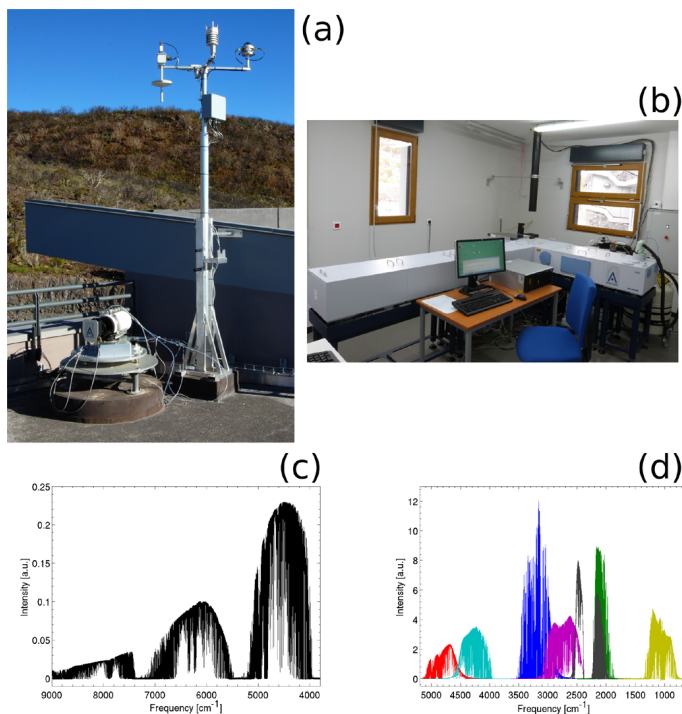 (a)
(b)
A
A
(c)
(d)
0.25
0.2
0.15
0.1
0.05
0
Intensity [a.u.]
9000 8000 7000 6000 5000 4000
Frequency [cm⁻¹]
12
10
8
6
4
2
0
Intensity [a.u.]
5000 4500 4000 3500 3000 2500 2000 1500 1000
Frequency [cm⁻¹]